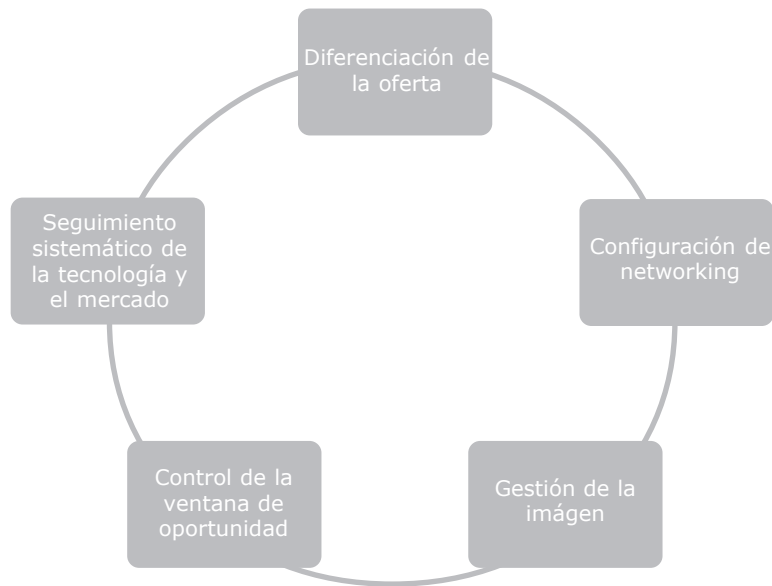 Diferenciación de
la oferta
Configuración de
networking
Gestión de la
imágen
Control de la
ventana de
oportunidad
Seguimiento
sistemático de
la tecnología y
el mercado